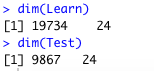 > dim(Learn)
[1] 19734 24
> dim(Test)
[1] 9867 24